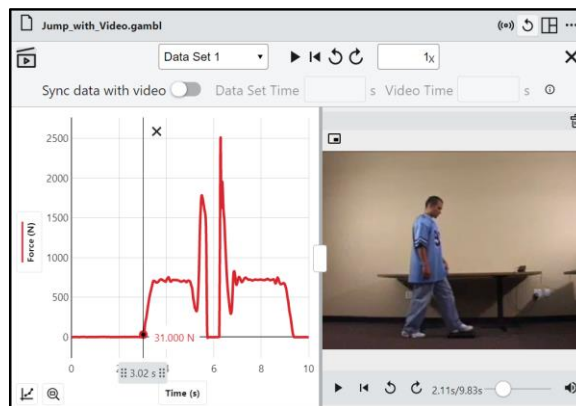 Jump_with_Video.gambl
Data Set 1
1x
Sync data with video
Data Set Time
s
Video Time
s
2500
2000
1500
1000
500
0
Force (N)
31.000 N
0
2
6
8
10
3.02 s
Time (s)
2.11s/9.83s